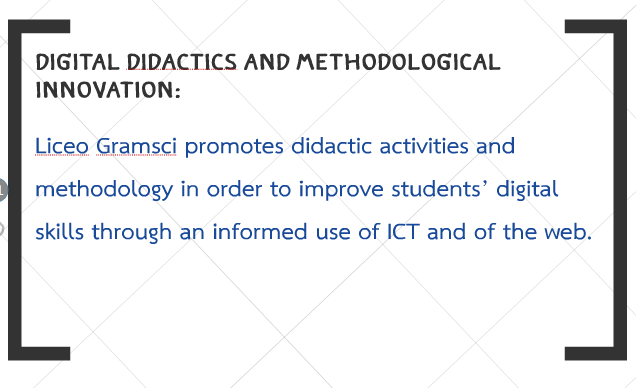 DIGITAL DIDACTICS AND METHODOLOGICAL
INNOVATION:
Liceo Gramsci promotes didactic activities and
methodology in order to improve students’ digital
skills through an informed use of ICT and of the web.